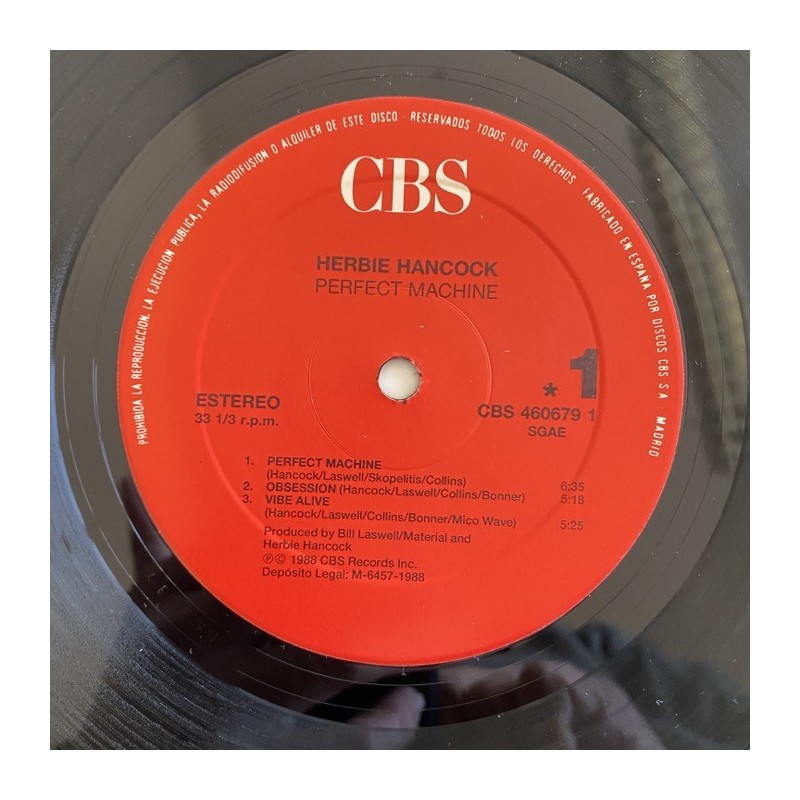 PROHIBIDA LA REPRODUCCION, LA EJECUCION PUBLICA, LA RADIODIFUSION O ALQUILER DE ESTE DISCO - RESERVADOS TODOS LOS DERECHOS FABRICADO EN ESPAÑA POR DISCOS CBS S A MADRID
CBS
HERBIE HANCOCK
PERFECT MACHINE
* 1
ESTEREO CBS 460679 1
33 1/3 r.p.m. SGAE
1. PERFECT MACHINE
(Hancock/Laswell/Skopelitis/Collins) 6:35
2. OBSESSION (Hancock/Laswell/Collins/Bonner) 5:18
3. VIBE ALIVE
(Hancock/Laswell/Collins/Bonner/Mico Wave) 5:25
Produced by Bill Laswell/Material and
Herbie Hancock
℗ © 1988 CBS Records Inc.
Depósito Legal: M-6457-1988